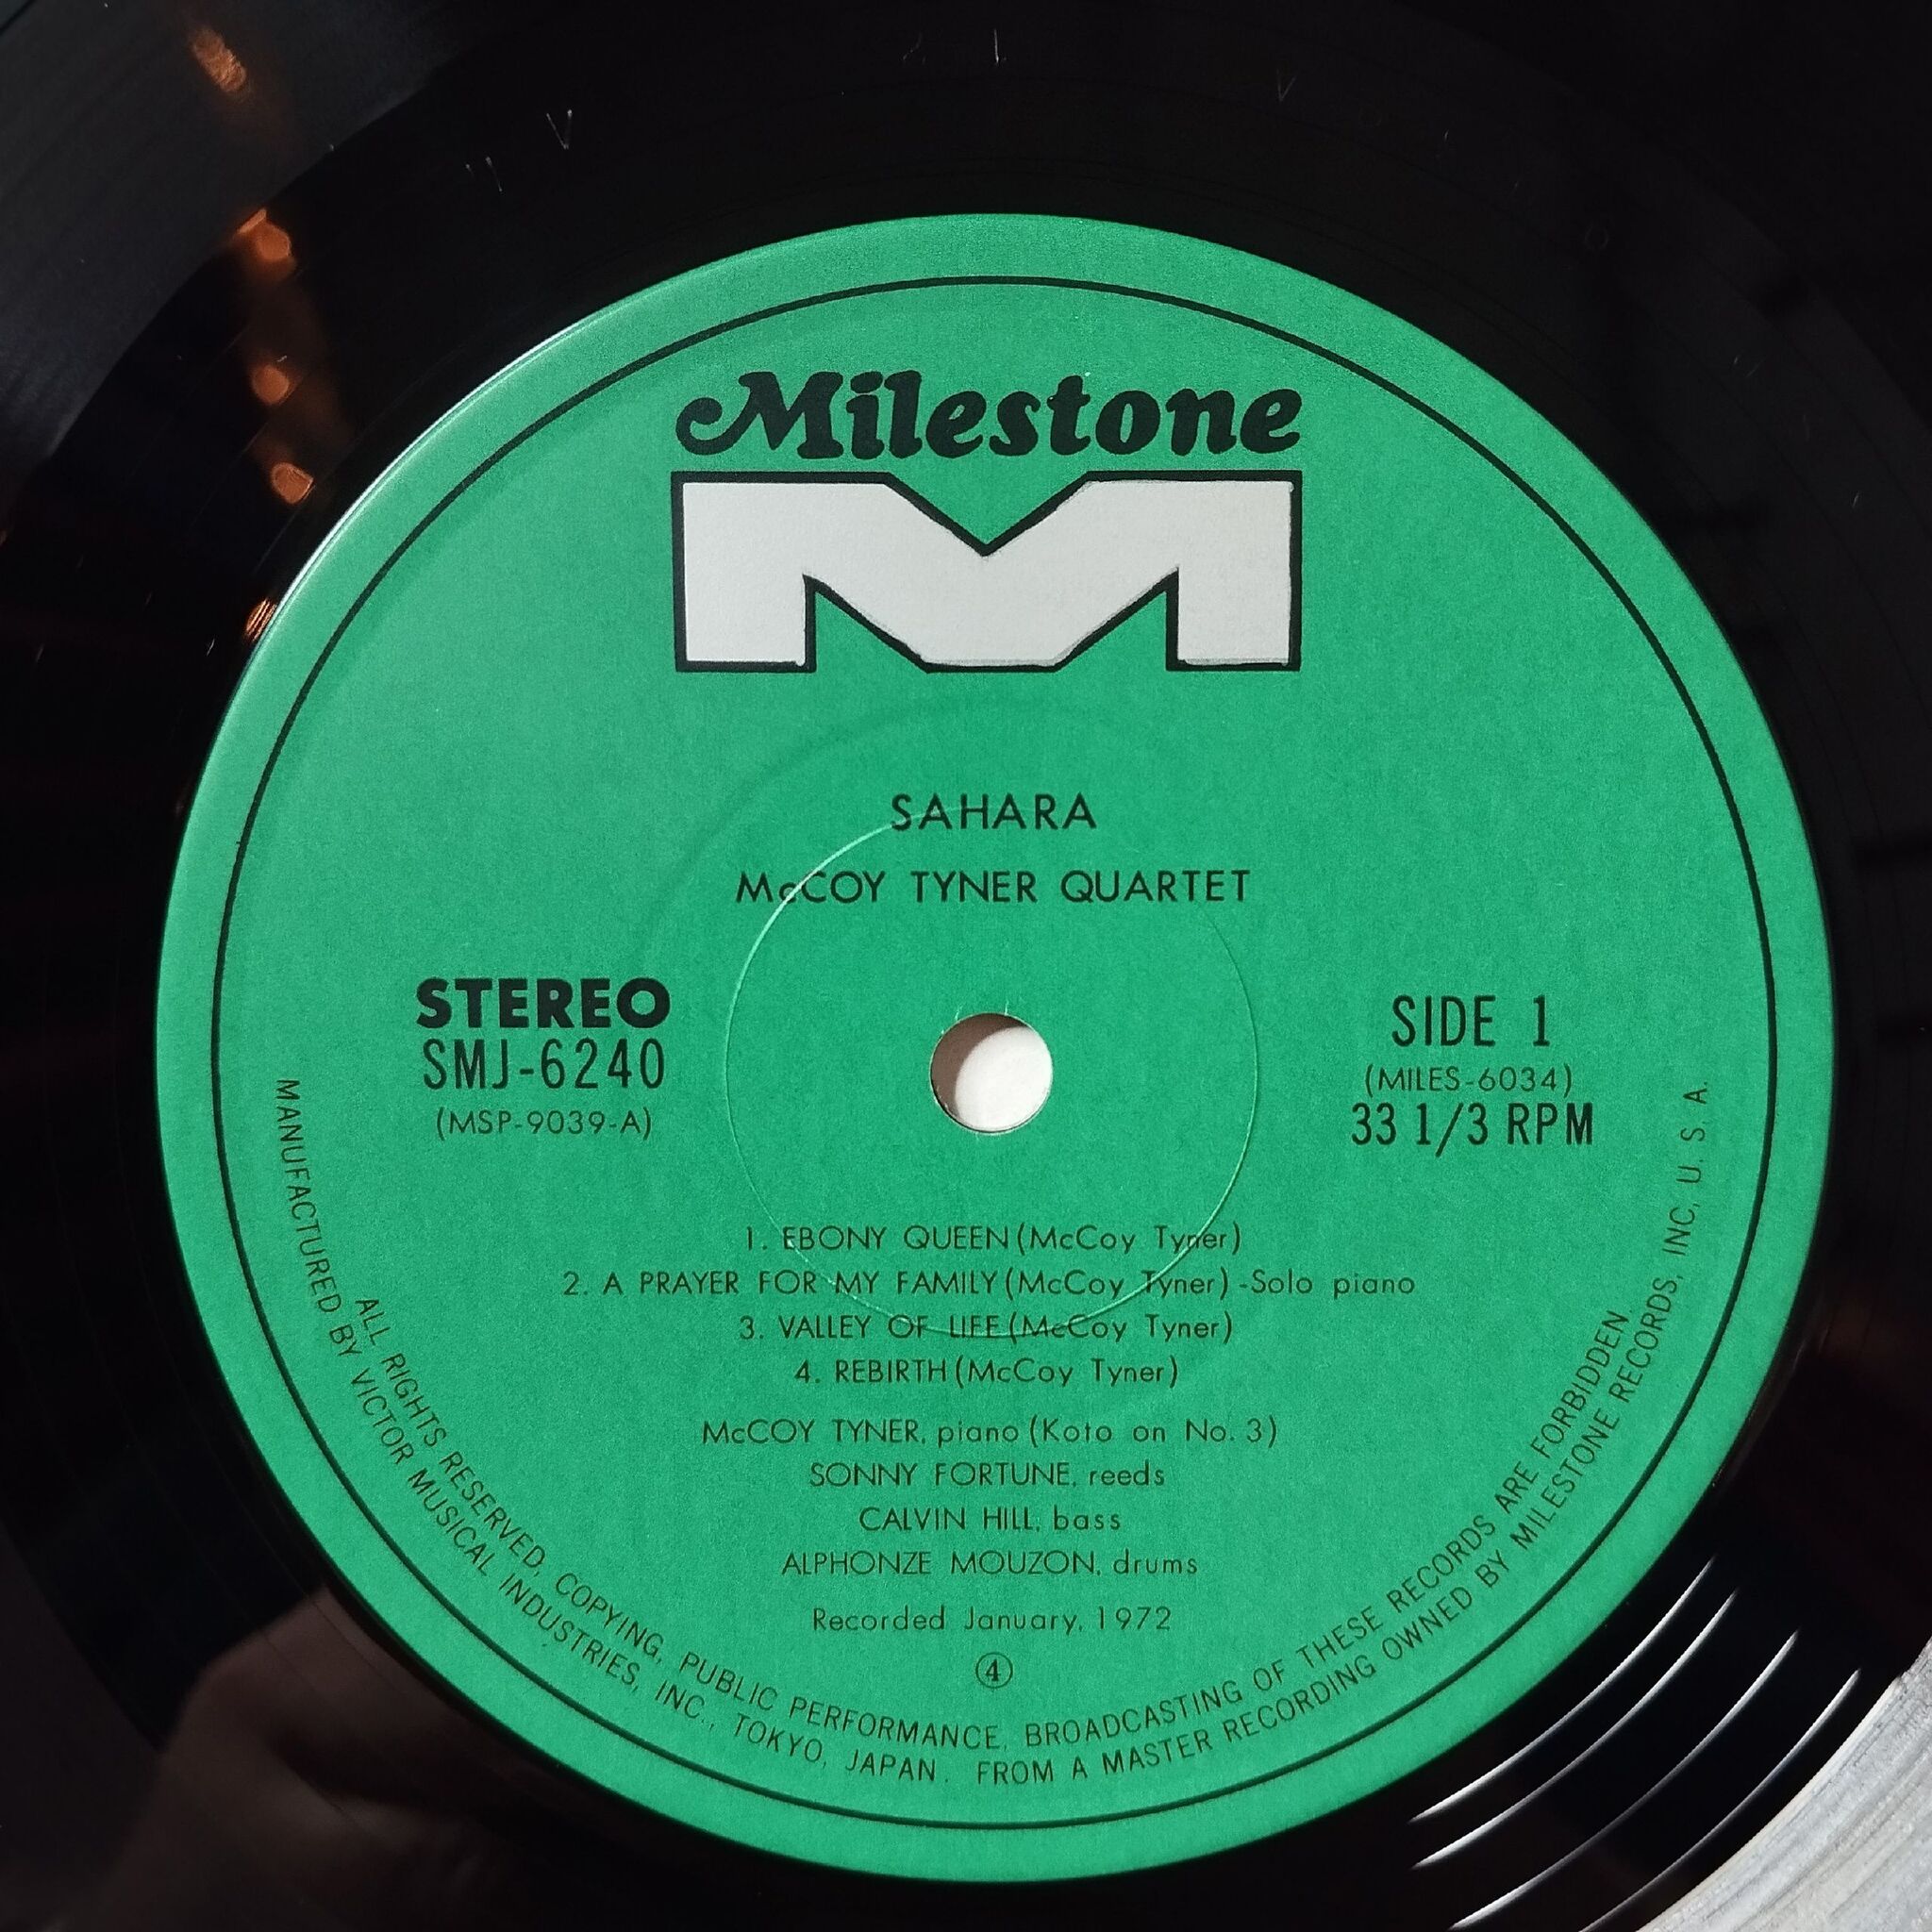 Milestone
M
SAHARA
McCOY TYNER QUARTET
STEREO
SMJ-6240
(MSP-9039-A)
SIDE 1
(MILES-6034)
33 1/3 RPM
1. EBONY QUEEN (McCoy Tyner)
2. A PRAYER FOR MY FAMILY (McCoy Tyner) -Solo piano
3. VALLEY OF LIFE (McCoy Tyner)
4. REBIRTH (McCoy Tyner)
McCOY TYNER, piano (Koto on No. 3)
SONNY FORTUNE, reeds
CALVIN HILL, bass
ALPHONZE MOUZON, drums
Recorded January, 1972
④
ALL RIGHTS RESERVED, COPYING, PUBLIC PERFORMANCE, BROADCASTING OF THESE RECORDS ARE FORBIDDEN.
MANUFACTURED BY VICTOR MUSICAL INDUSTRIES, INC., TOKYO, JAPAN. FROM A MASTER RECORDING OWNED BY MILESTONE RECORDS, INC, U. S. A.